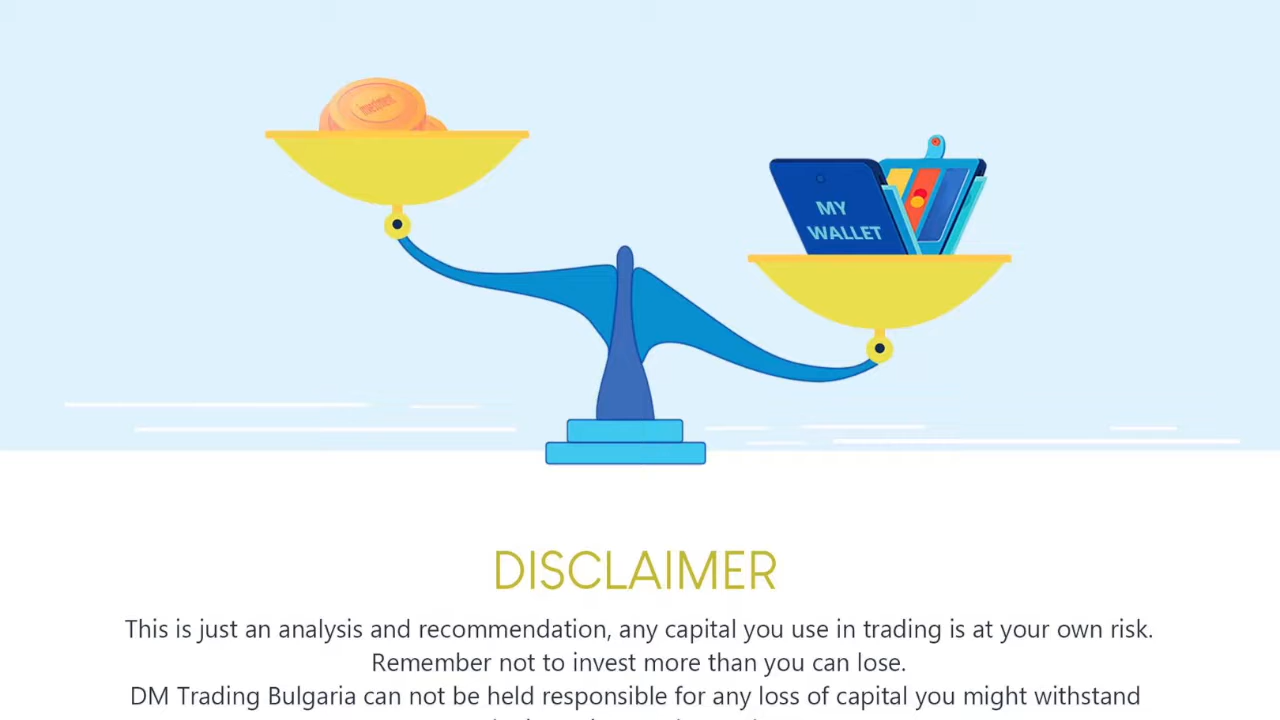 investment
MY
WALLET
DISCLAIMER
This is just an analysis and recommendation, any capital you use in trading is at your own risk.
Remember not to invest more than you can lose.
DM Trading Bulgaria can not be held responsible for any loss of capital you might withstand